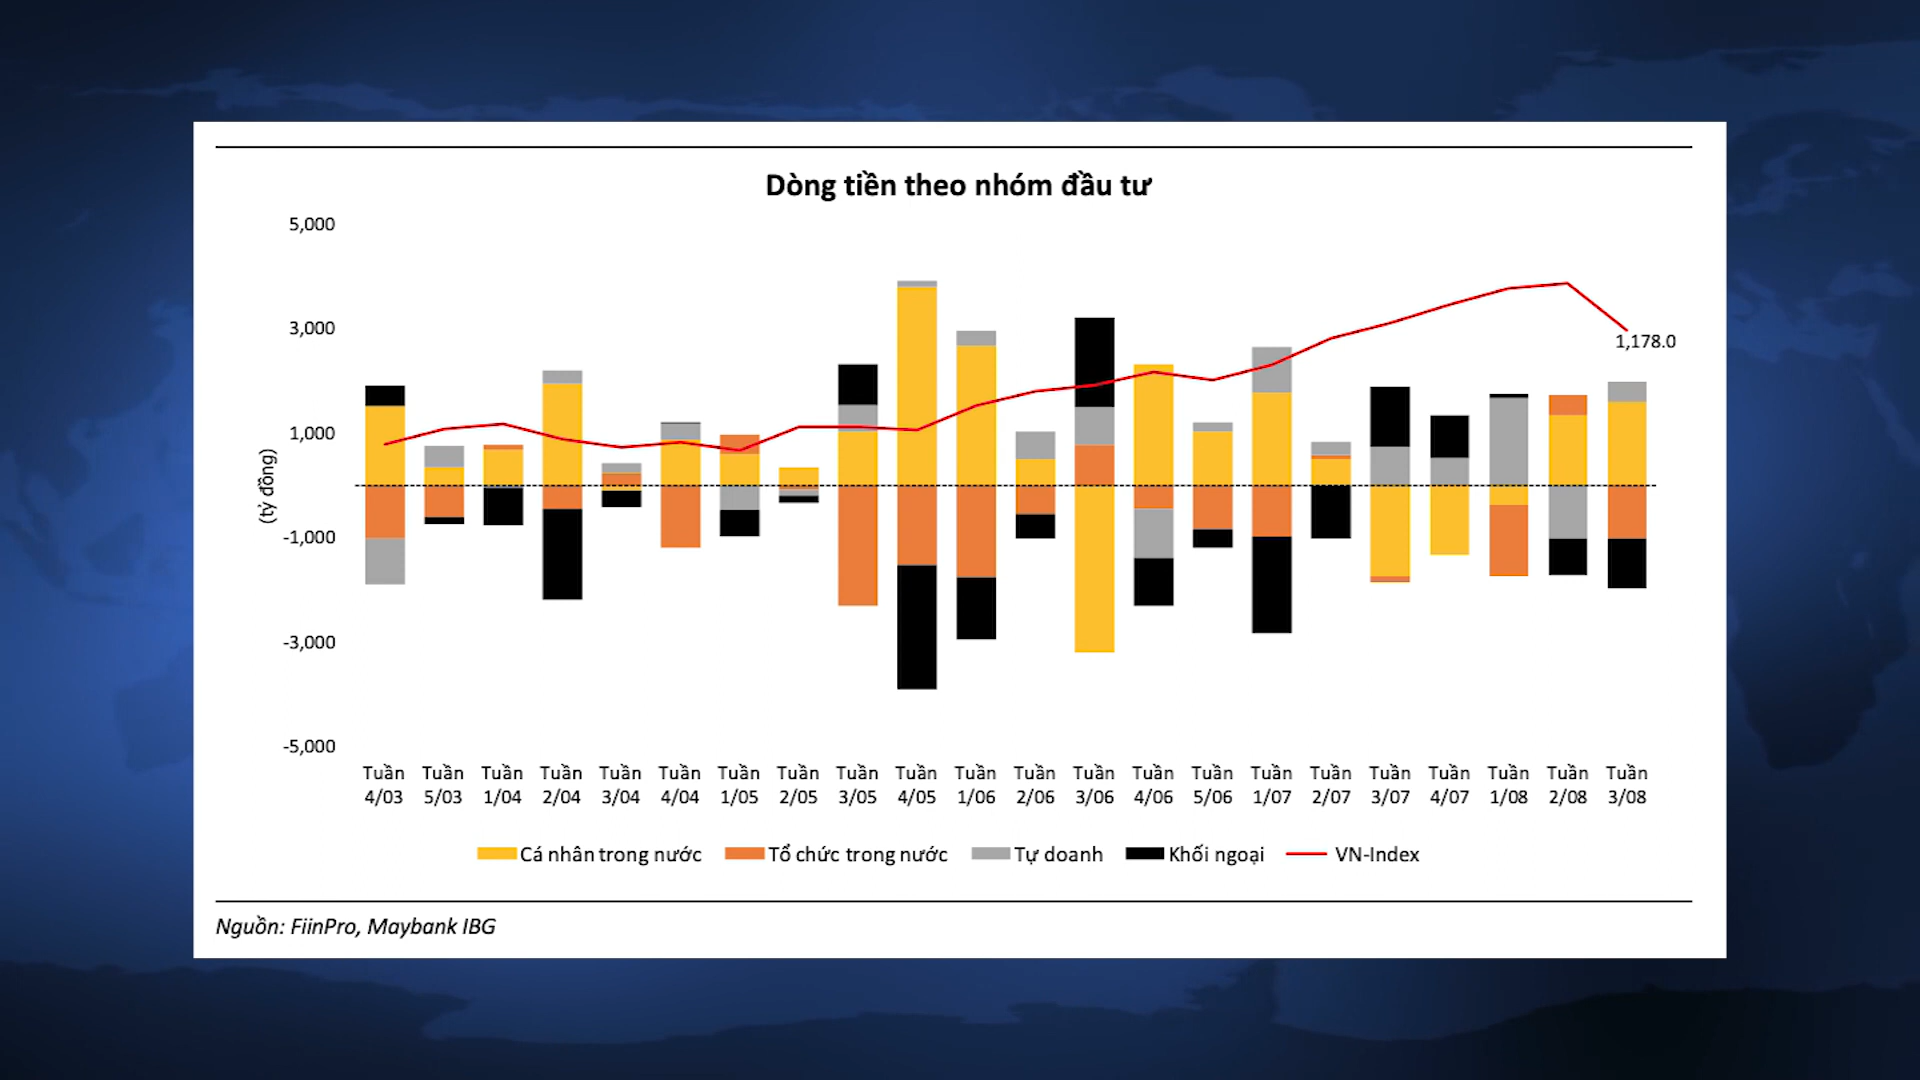 Dòng tiền theo nhóm đầu tư
5,000
3,000
1,000
-1,000
-3,000
-5,000
(tỷ đồng)
1,178.0
Tuần 4/03
Tuần 5/03
Tuần 1/04
Tuần 2/04
Tuần 3/04
Tuần 4/04
Tuần 1/05
Tuần 2/05
Tuần 3/05
Tuần 4/05
Tuần 1/06
Tuần 2/06
Tuần 3/06
Tuần 4/06
Tuần 5/06
Tuần 1/07
Tuần 2/07
Tuần 3/07
Tuần 4/07
Tuần 1/08
Tuần 2/08
Tuần 3/08
Cá nhân trong nước Tổ chức trong nước Tự doanh Khối ngoại VN-Index
Nguồn: FiinPro, Maybank IBG